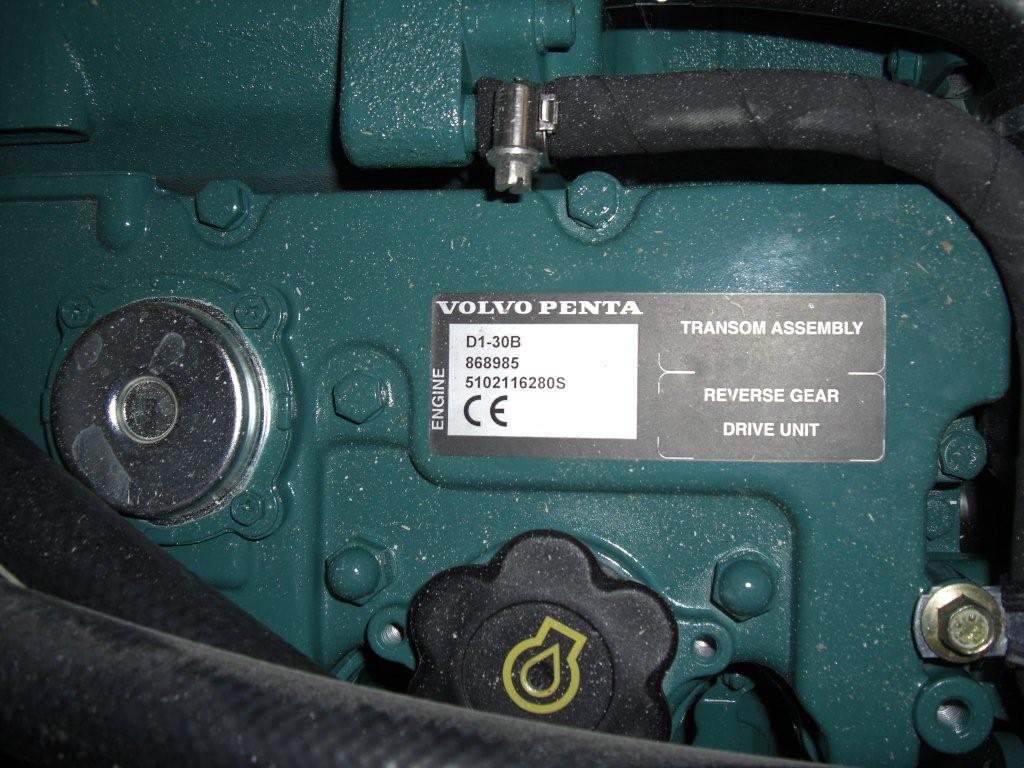 VOLVO PENTA
ENGINE
D1-30B
868985
5102116280S
CE
TRANSOM ASSEMBLY
REVERSE GEAR
DRIVE UNIT